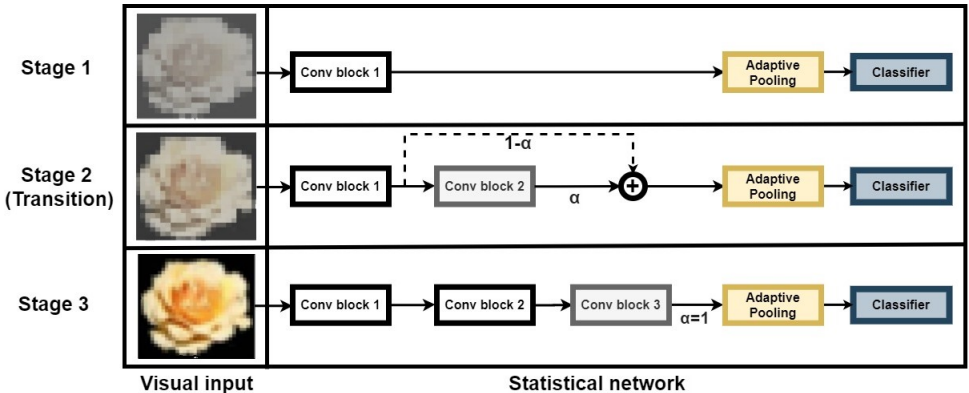 Stage 1
Conv block 1
Adaptive
Pooling
Classifier
Stage 2
(Transition)
Conv block 1
1-α
Conv block 2
α
+
Adaptive
Pooling
Classifier
Stage 3
Conv block 1
Conv block 2
Conv block 3
α=1
Adaptive
Pooling
Classifier
Visual input
Statistical network